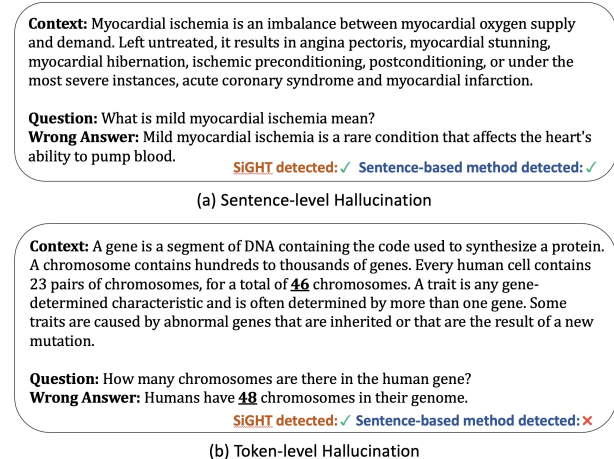 Context: Myocardial ischemia is an imbalance between myocardial oxygen supply
and demand. Left untreated, it results in angina pectoris, myocardial stunning,
myocardial hibernation, ischemic preconditioning, postconditioning, or under the
most severe instances, acute coronary syndrome and myocardial infarction.
Question: What is mild myocardial ischemia mean?
Wrong Answer: Mild myocardial ischemia is a rare condition that affects the heart's
ability to pump blood.
SiGHT detected:✓ Sentence-based method detected:✓
(a) Sentence-level Hallucination
Context: A gene is a segment of DNA containing the code used to synthesize a protein.
A chromosome contains hundreds to thousands of genes. Every human cell contains
23 pairs of chromosomes, for a total of 46 chromosomes. A trait is any gene-
determined characteristic and is often determined by more than one gene. Some
traits are caused by abnormal genes that are inherited or that are the result of a new
mutation.
Question: How many chromosomes are there in the human gene?
Wrong Answer: Humans have 48 chromosomes in their genome.
SiGHT detected:✓ Sentence-based method detected:✗
(b) Token-level Hallucination